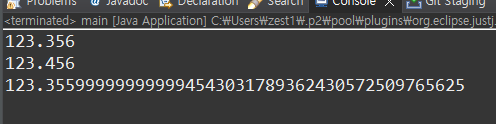 Problems Javadoc Declaration Search Console Git Staging
<terminated> main [Java Application] C:₩Users₩zest1₩.p2₩pool₩plugins₩org.eclipse.justj.
123.356
123.456
123.355999999999994543031789362430572509765625